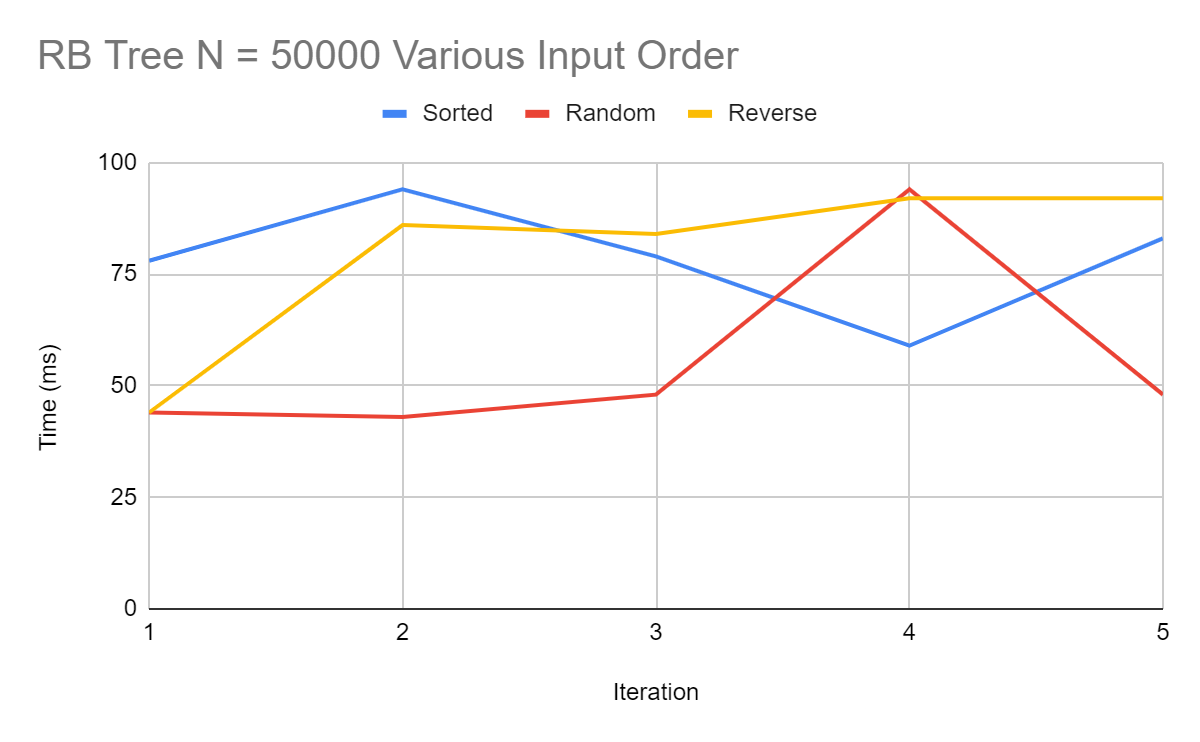 RB Tree N = 50000 Various Input Order
Sorted Random Reverse
100
75
50
25
0
Time (ms)
1 2 3 4 5
Iteration